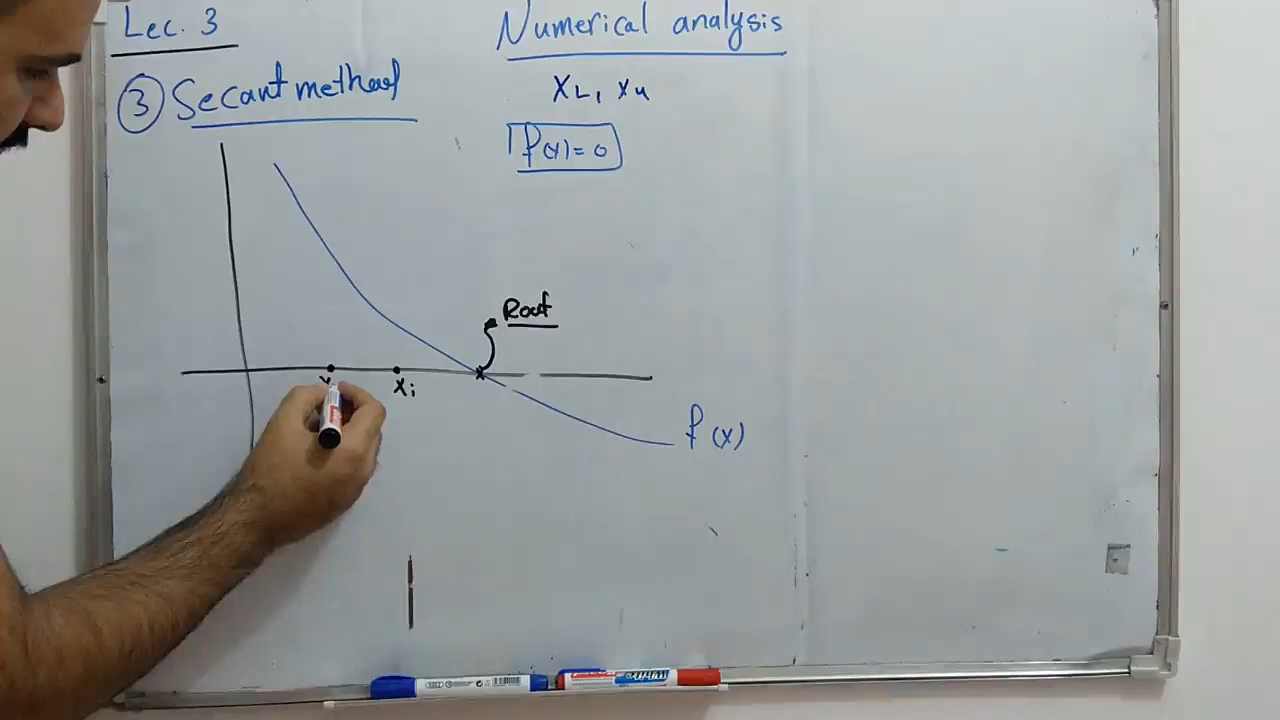 Lec. 3
Numerical analysis
③ Secant method
XL, Xu
f(x)=0
Root
x
xi
f(x)